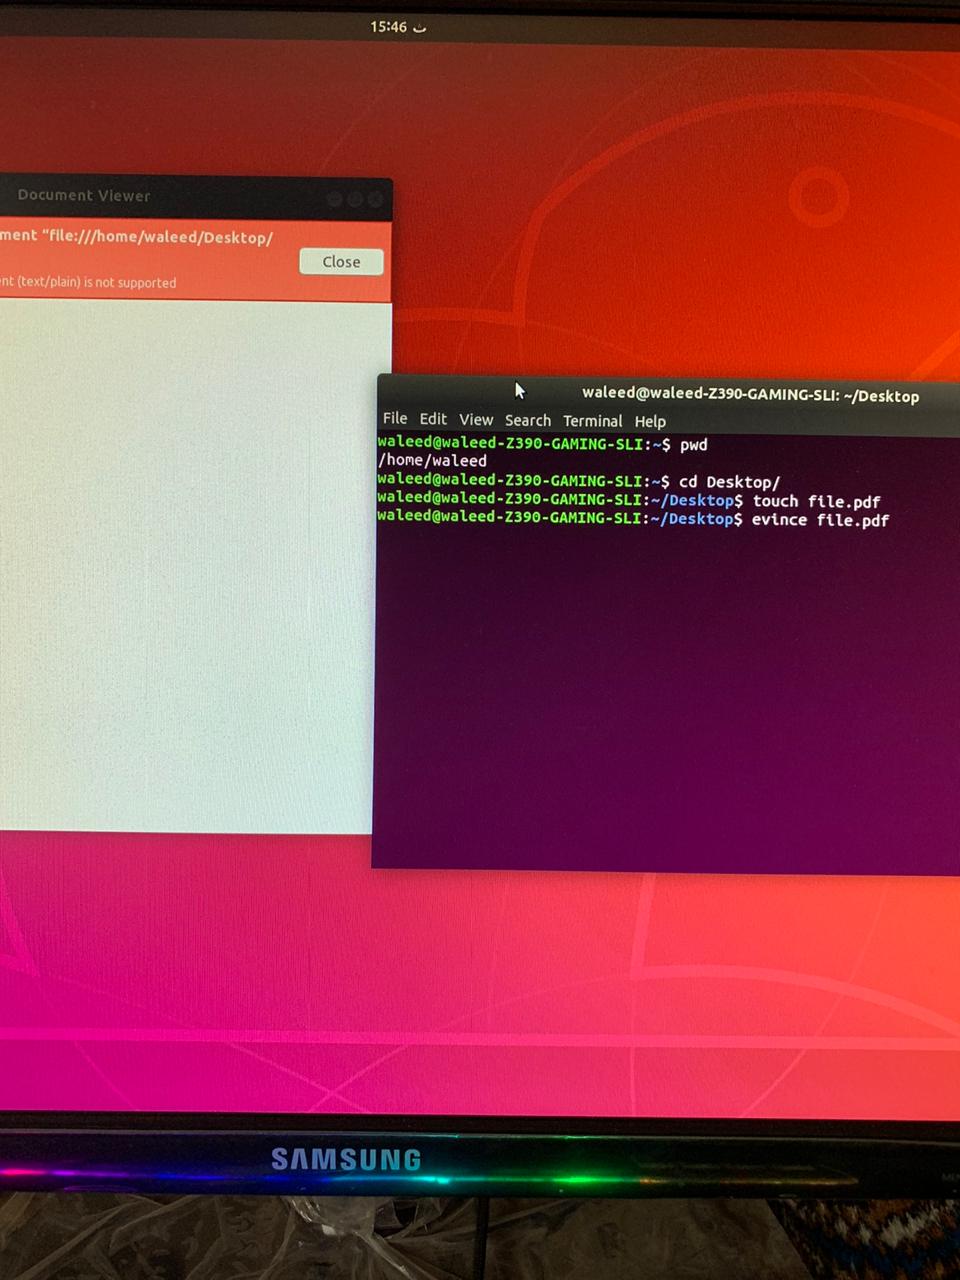 15:46 ث
Document Viewer
ment “file:///home/waleed/Desktop/
Close
nt (text/plain) is not supported
waleed@waleed-Z390-GAMING-SLI: ~/Desktop
File Edit View Search Terminal Help
waleed@waleed-Z390-GAMING-SLI:~$ pwd
/home/waleed
waleed@waleed-Z390-GAMING-SLI:~$ cd Desktop/
waleed@waleed-Z390-GAMING-SLI:~/Desktop$ touch file.pdf
waleed@waleed-Z390-GAMING-SLI:~/Desktop$ evince file.pdf
SAMSUNG